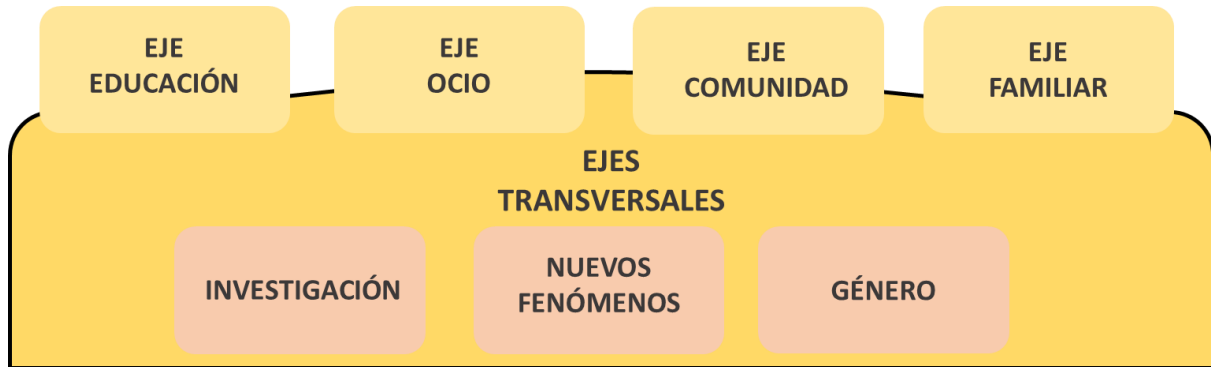 EJE
EDUCACIÓN
EJE
OCIO
EJE
COMUNIDAD
EJE
FAMILIAR
EJES
TRANSVERSALES
INVESTIGACIÓN
NUEVOS
FENÓMENOS
GÉNERO